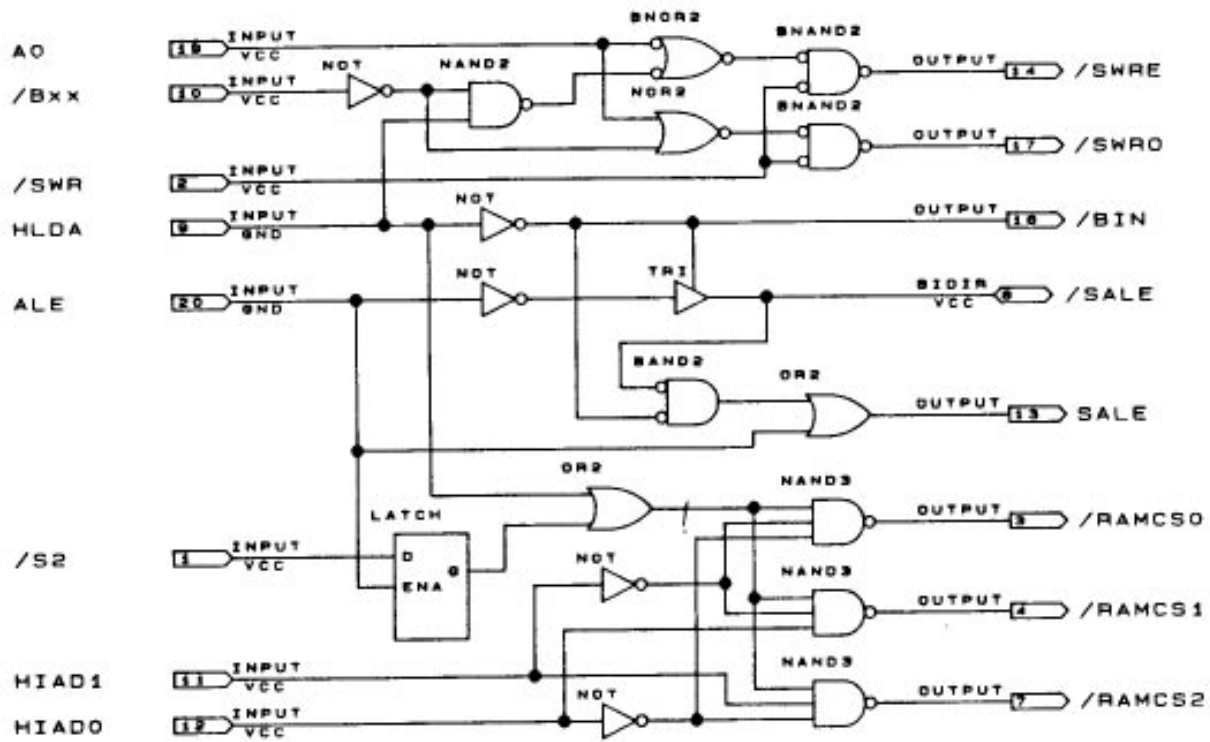 BNOR2
BNAND2
A0 19 INPUT VCC NOT NAND2 OUTPUT 14 /SWRE
/Bxx 10 INPUT VCC NOR2 BNAND2
OUTPUT 17 /SWRO
/SWR 2 INPUT VCC
HLDA 9 INPUT GND NOT OUTPUT 18 /BIN
ALE 20 INPUT GND NOT TRI BIDIR VCC 8 /SALE
BAND2 OR2
OUTPUT 13 SALE
OR2 NAND3
LATCH OUTPUT 3 /RAMCS0
/S2 1 INPUT VCC D Q NOT NAND3
ENA OUTPUT 4 /RAMCS1
HIAD1 11 INPUT VCC NAND3
HIAD0 12 INPUT VCC NOT OUTPUT 7 /RAMCS2